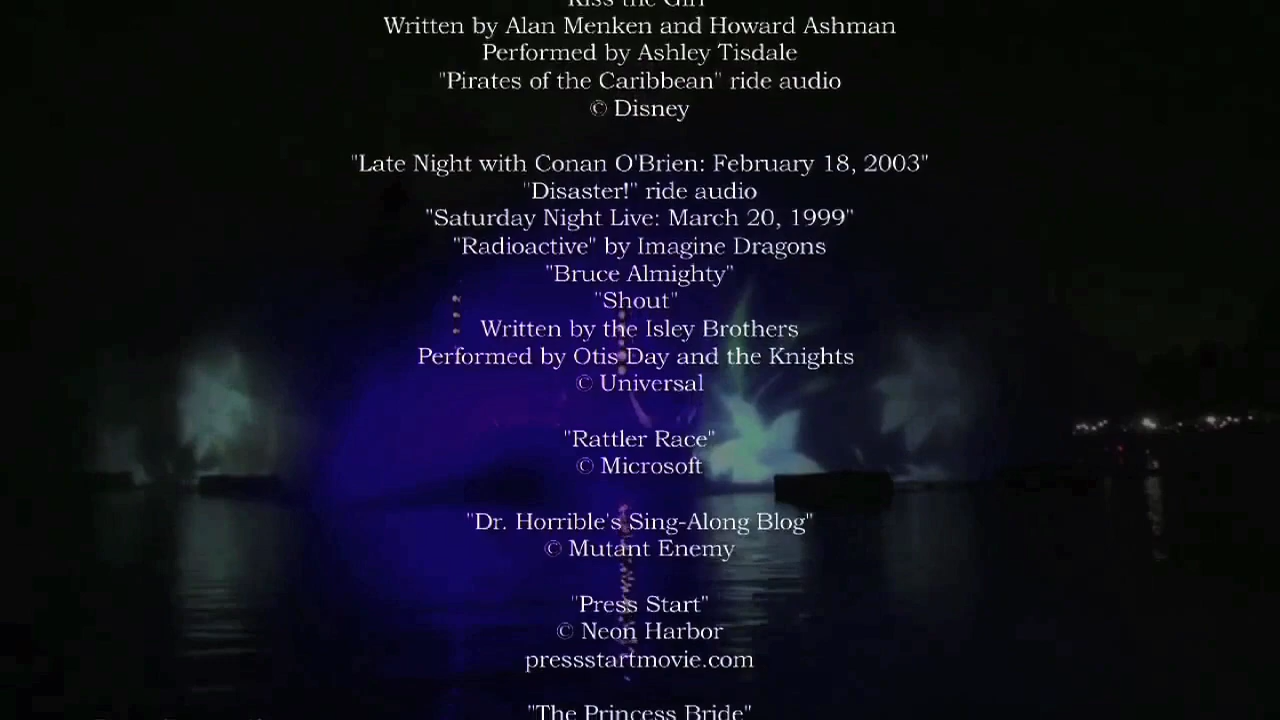 Kiss the Girl
Written by Alan Menken and Howard Ashman
Performed by Ashley Tisdale
"Pirates of the Caribbean" ride audio
© Disney
"Late Night with Conan O'Brien: February 18, 2003"
"Disaster!" ride audio
"Saturday Night Live: March 20, 1999"
"Radioactive" by Imagine Dragons
"Bruce Almighty"
"Shout"
Written by the Isley Brothers
Performed by Otis Day and the Knights
© Universal
"Rattler Race"
© Microsoft
"Dr. Horrible's Sing-Along Blog"
© Mutant Enemy
"Press Start"
© Neon Harbor
pressstartmovie.com
"The Princess Bride"